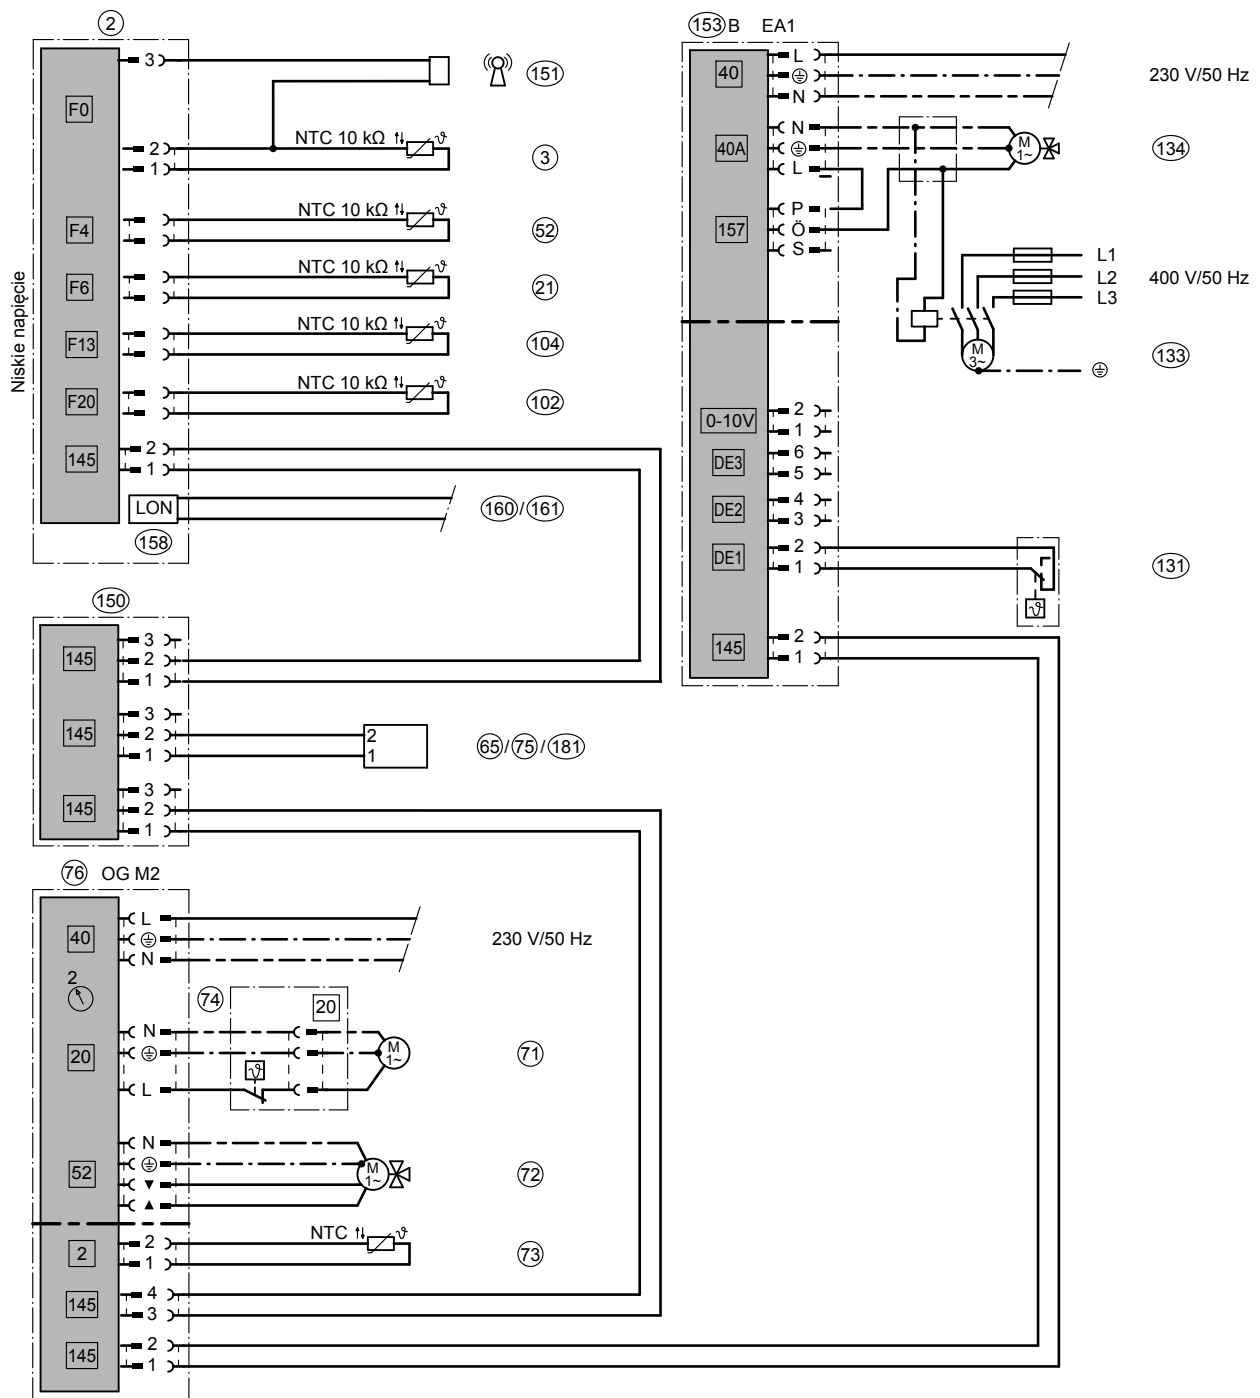 2
Niskie napięcie
3
151
F0
NTC 10 kΩ
2
1
3
F4
NTC 10 kΩ
52
F6
NTC 10 kΩ
21
F13
NTC 10 kΩ
104
F20
NTC 10 kΩ
102
145
2
1
LON
160/161
158
150
145
3
2
1
145
3
2
1
2
1
65/75/181
145
3
2
1
76 OG M2
40
L
N
230 V/50 Hz
2
74
20
20
N
L
M
1~
71
52
N
▼
▲
M
1~
72
2
2
1
NTC
73
145
4
3
145
2
1
153 B EA1
40
L
N
230 V/50 Hz
40A
N
L
M
1~
134
157
P
Ö
S
L1
L2
L3
400 V/50 Hz
M
3~
133
0-10V
2
1
DE3
6
5
DE2
4
3
DE1
2
1
131
145
2
1